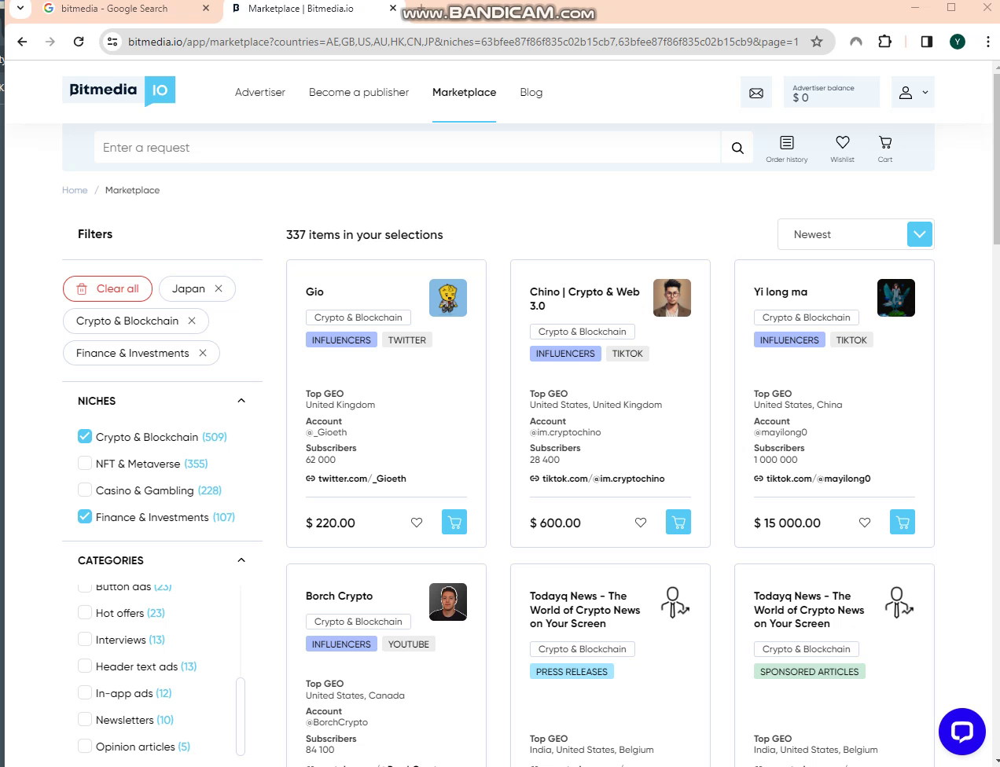 bitmedia - Google Search
Marketplace | Bitmedia.io
www.BANDICAM.com
bitmedia.io/app/marketplace?countries=AE,GB,US,AU,HK,CN,JP&niches=63bfee87f86f835c02b15cb7,63bfee87f86f835c02b15cb9&page=1
Y
Bitmedia IO
Advertiser
Become a publisher
Marketplace
Blog
Advertiser balance
$ 0
Enter a request
Order history
Wishlist
Cart
Home / Marketplace
Filters
337 items in your selections
Newest
Clear all
Japan
Crypto & Blockchain
Finance & Investments
NICHES
Crypto & Blockchain (509)
NFT & Metaverse (355)
Casino & Gambling (228)
Finance & Investments (107)
CATEGORIES
Button ads (23)
Hot offers (23)
Interviews (13)
Header text ads (13)
In-app ads (12)
Newsletters (10)
Opinion articles (5)
Gio
Crypto & Blockchain
INFLUENCERS TWITTER
Top GEO
United Kingdom
Account
@_Gioeth
Subscribers
62 000
twitter.com/_Gioeth
$ 220.00
Chino | Crypto & Web
3.0
Crypto & Blockchain
INFLUENCERS TIKTOK
Top GEO
United States, United Kingdom
Account
@im.cryptochino
Subscribers
28 400
tiktok.com/@im.cryptochino
$ 600.00
Yi long ma
Crypto & Blockchain
INFLUENCERS TIKTOK
Top GEO
United States, China
Account
@mayilong0
Subscribers
1 000 000
tiktok.com/@mayilong0
$ 15 000.00
Borch Crypto
Crypto & Blockchain
INFLUENCERS YOUTUBE
Top GEO
United States, Canada
Account
@BorchCrypto
Subscribers
84 100
Todayq News - The
World of Crypto News
on Your Screen
Crypto & Blockchain
PRESS RELEASES
Top GEO
India, United States, Belgium
Todayq News - The
World of Crypto News
on Your Screen
Crypto & Blockchain
SPONSORED ARTICLES
Top GEO
India, United States, Belgium